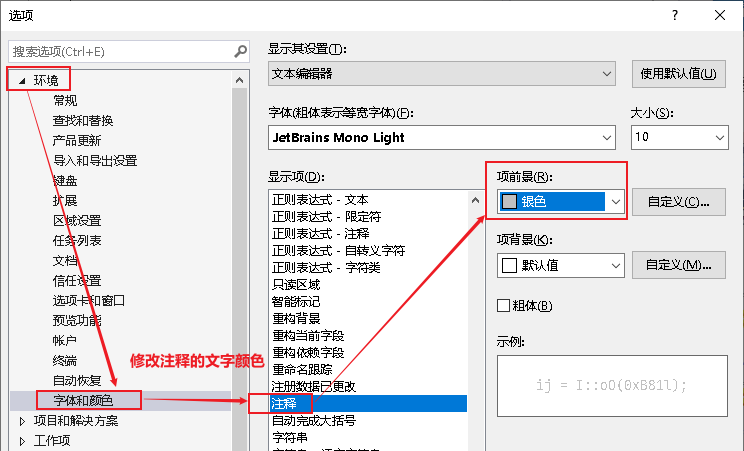 选项
?
搜索选项(Ctrl+E)
环境
常规
查找和替换
产品更新
导入和导出设置
键盘
扩展
区域设置
任务列表
文档
信任设置
选项卡和窗口
预览功能
帐户
终端
自动恢复
字体和颜色
项目和解决方案
工作项
修改注释的文字颜色
显示其设置(T):
文本编辑器
使用默认值(U)
字体(粗体表示等宽字体)(F):
大小(S):
JetBrains Mono Light
10
显示项(D):
正则表达式 - 文本
正则表达式 - 限定符
正则表达式 - 注释
正则表达式 - 自转义字符
正则表达式 - 字符类
只读区域
智能标记
重构背景
重构当前字段
重构依赖字段
重命名跟踪
注册数据已更改
注释
自动完成大括号
字符串
项前景(R):
银色
自定义(C)...
项背景(K):
默认值
自定义(M)...
粗体(B)
示例:
ij = I::oO(0xB81l);